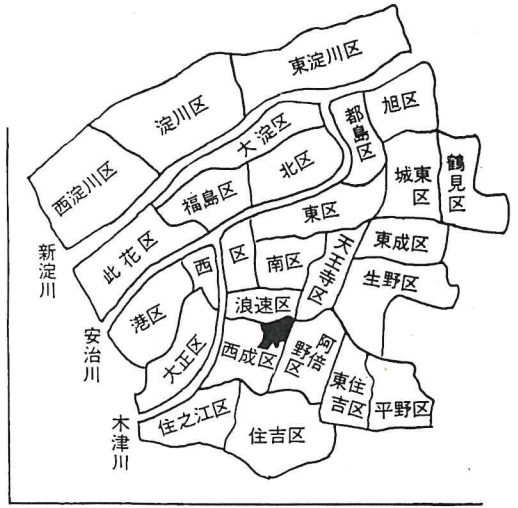 東淀川区
淀川区
西淀川区
大淀区
北区
都島区
旭区
城東区
鶴見区
福島区
此花区
東区
西区
南区
天王寺区
東成区
生野区
港区
大正区
浪速区
西成区
阿倍野区
東住吉区
平野区
住之江区
住吉区
新淀川
安治川
木津川